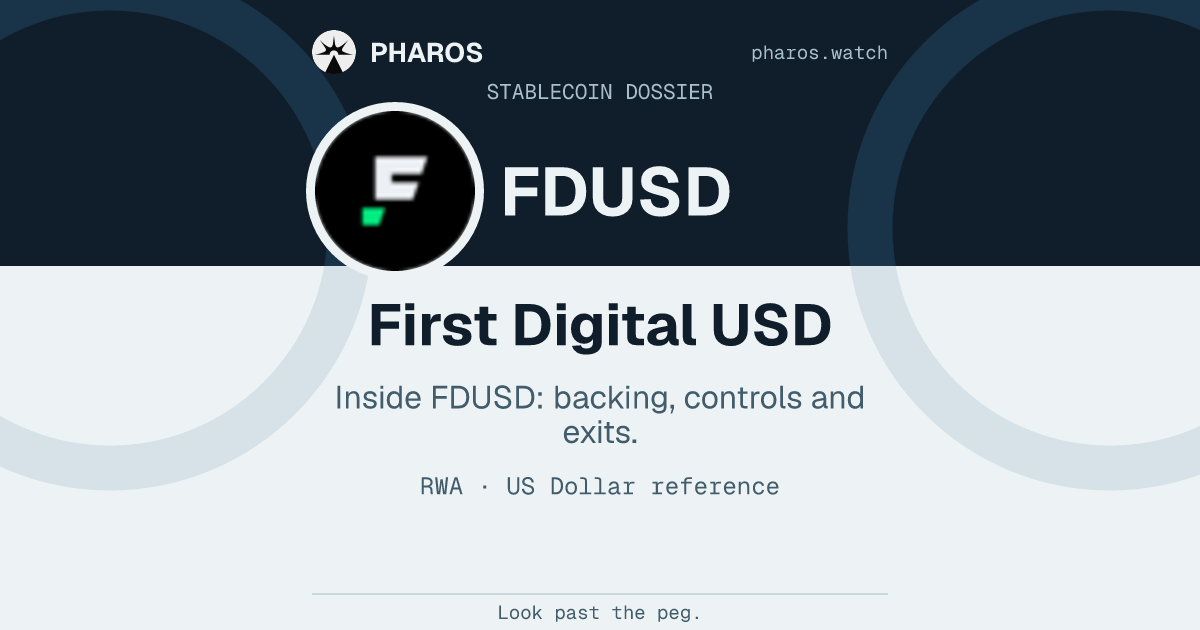 PHAROS
pharos.watch
STABLECOIN DOSSIER
FDUSD
First Digital USD
Inside FDUSD: backing, controls and
exits.
RWA · US Dollar reference
Look past the peg.